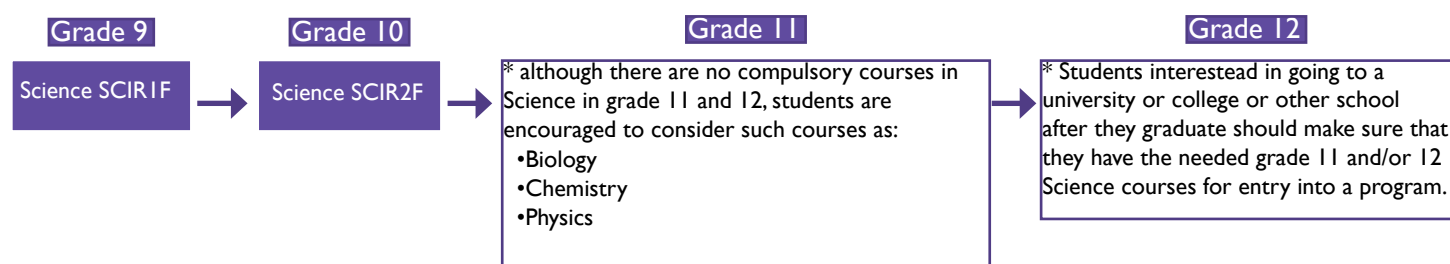 Grade 9
Grade 10
Grade 11
Grade 12
Science SCIR1F
Science SCIR2F
* although there are no compulsory courses in
Science in grade 11 and 12, students are
encouraged to consider such courses as:
•Biology
•Chemistry
•Physics
* Students interestead in going to a
university or college or other school
after they graduate should make sure that
they have the needed grade 11 and/or 12
Science courses for entry into a program.